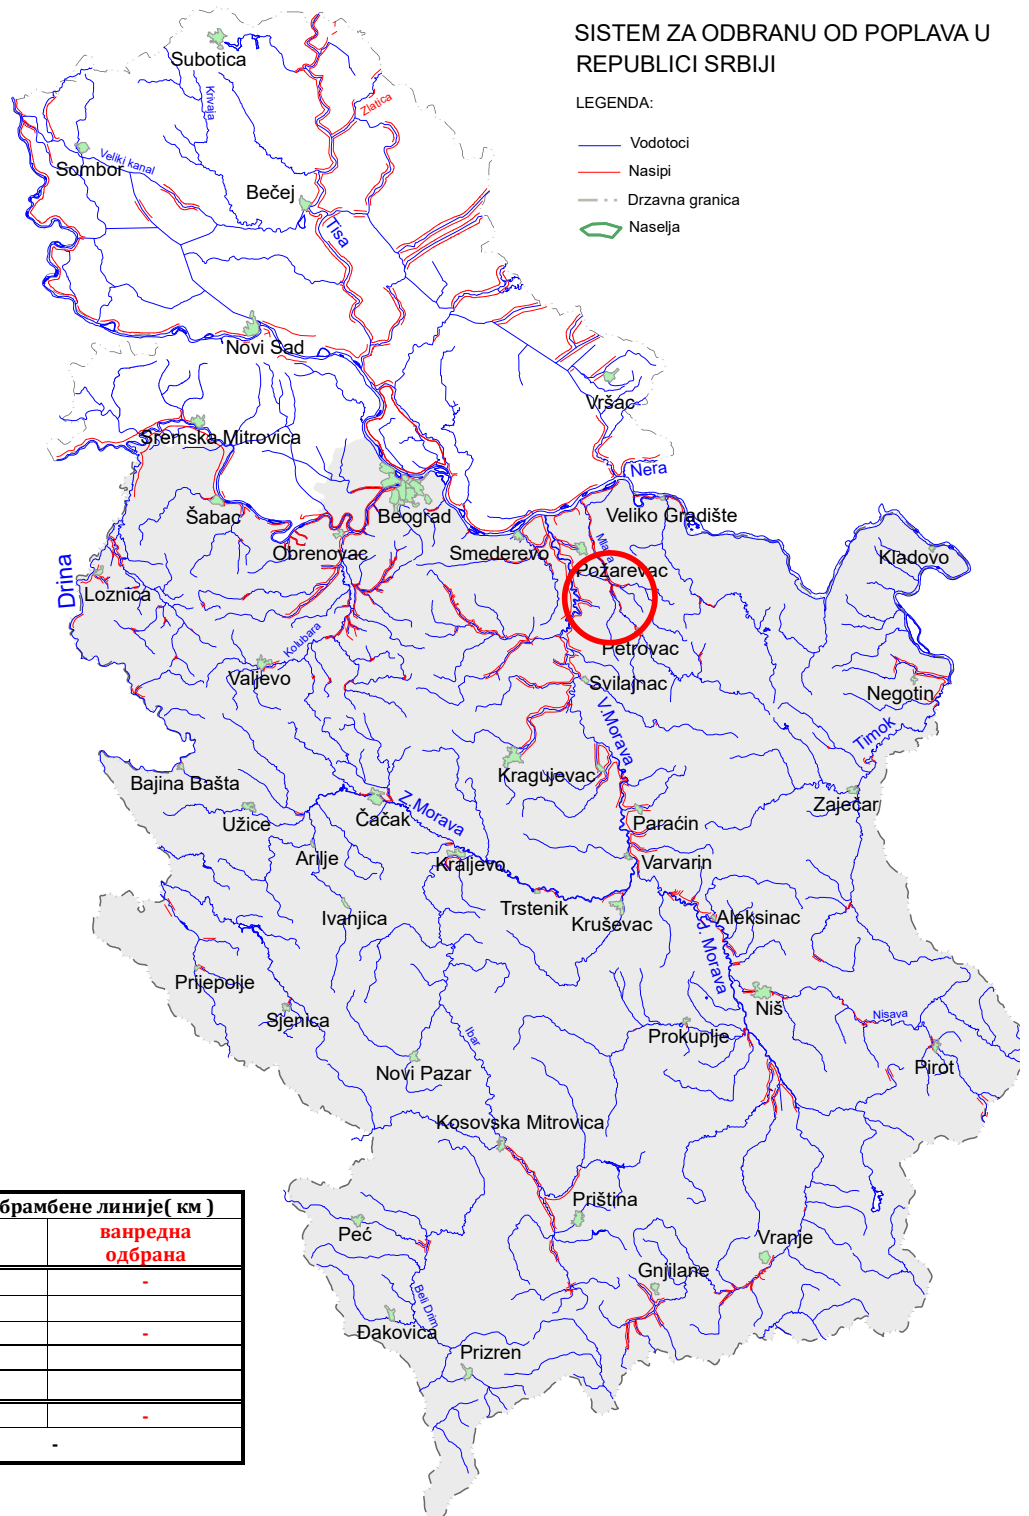 SISTEM ZA ODBRANU OD POPLAVA U
REPUBLICI SRBIJI
LEGENDA:
Vodotoci
Nasipi
Drzavna granica
Naselja
Subotica
Krivaja
Zlatica
Sombor
Veliki kanal
Bečej
Tisa
Novi Sad
Vršac
Sremska Mitrovica
Nera
Šabac
Beograd
Veliko Gradište
Obrenovac
Smederevo
Kladovo
Požarevac
Drina
Loznica
Kolubara
Petrovac
Valjevo
Svilajnac
Negotin
V.Morava
Timok
Kragujevac
Bajina Bašta
Zaječar
Užice
Čačak
Z.Morava
Paraćin
Arilje
Kraljevo
Varvarin
Trstenik
Ivanjica
Kruševac
Aleksinac
J. Morava
Prijepolje
Niš
Sjenica
Nisava
Ibar
Prokuplje
Novi Pazar
Pirot
Kosovska Mitrovica
Priština
Peć
Vranje
Gnjilane
Beli Drim
Đakovica
Prizren
брамбене линије( км )
ванредна
одбрана
-
-
-
-